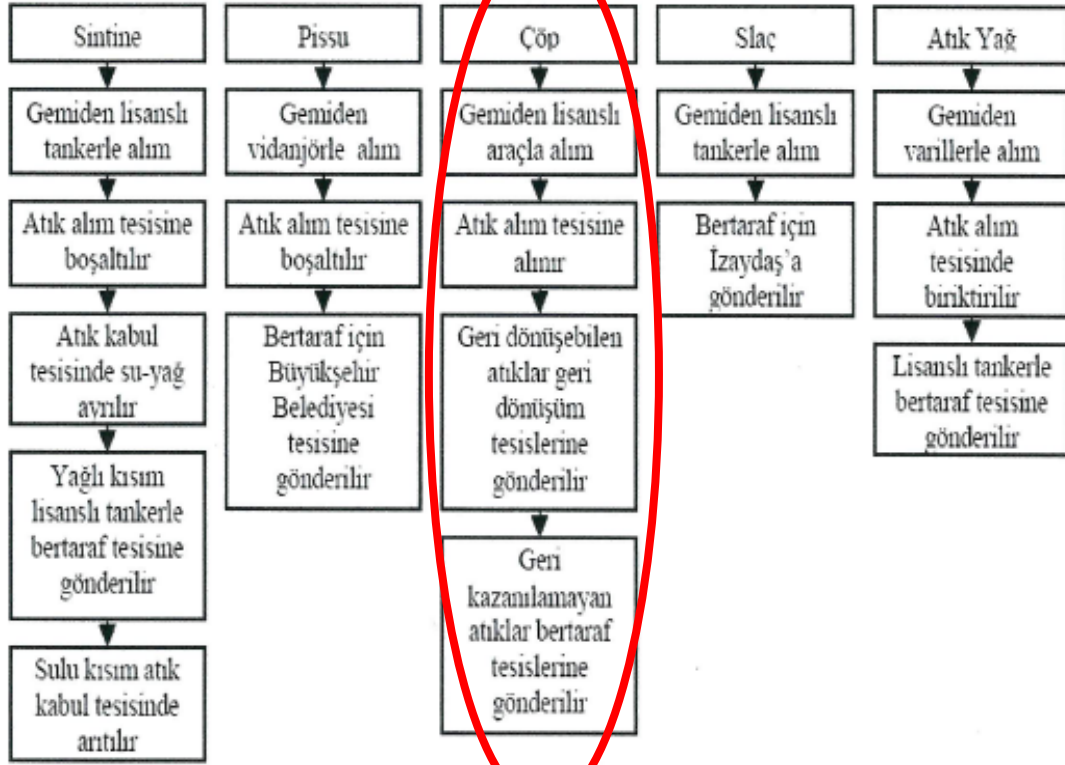 Sintine
Gemiden lisanslı
tankerle alım
Atık alım tesisine
boşaltılır
Atık kabul
tesisinde su-yağ
ayrılır
Yağlı kısım
lisanslı tankerle
bertaraf tesisine
gönderilir
Sulu kısım atık
kabul tesisinde
arıtılır
Pissu
Gemiden
vidanjörle alım
Atık alım tesisine
boşaltılır
Bertaraf için
Büyükşehir
Belediyesi
tesisine
gönderilir
Çöp
Gemiden lisanslı
araçla alım
Atık alım tesisine
alınır
Geri dönüşebilen
atıklar geri
dönüşüm
tesislerine
gönderilir
Geri
kazanılamayan
atıklar bertaraf
tesislerine
gönderilir
Slaç
Gemiden lisanslı
tankerle alım
Bertaraf için
İzaydaş'a
gönderilir
Atık Yağ
Gemiden
varillerle alım
Atık alım
tesisinde
biriktirilir
Lisanslı tankerle
bertaraf tesisine
gönderilir